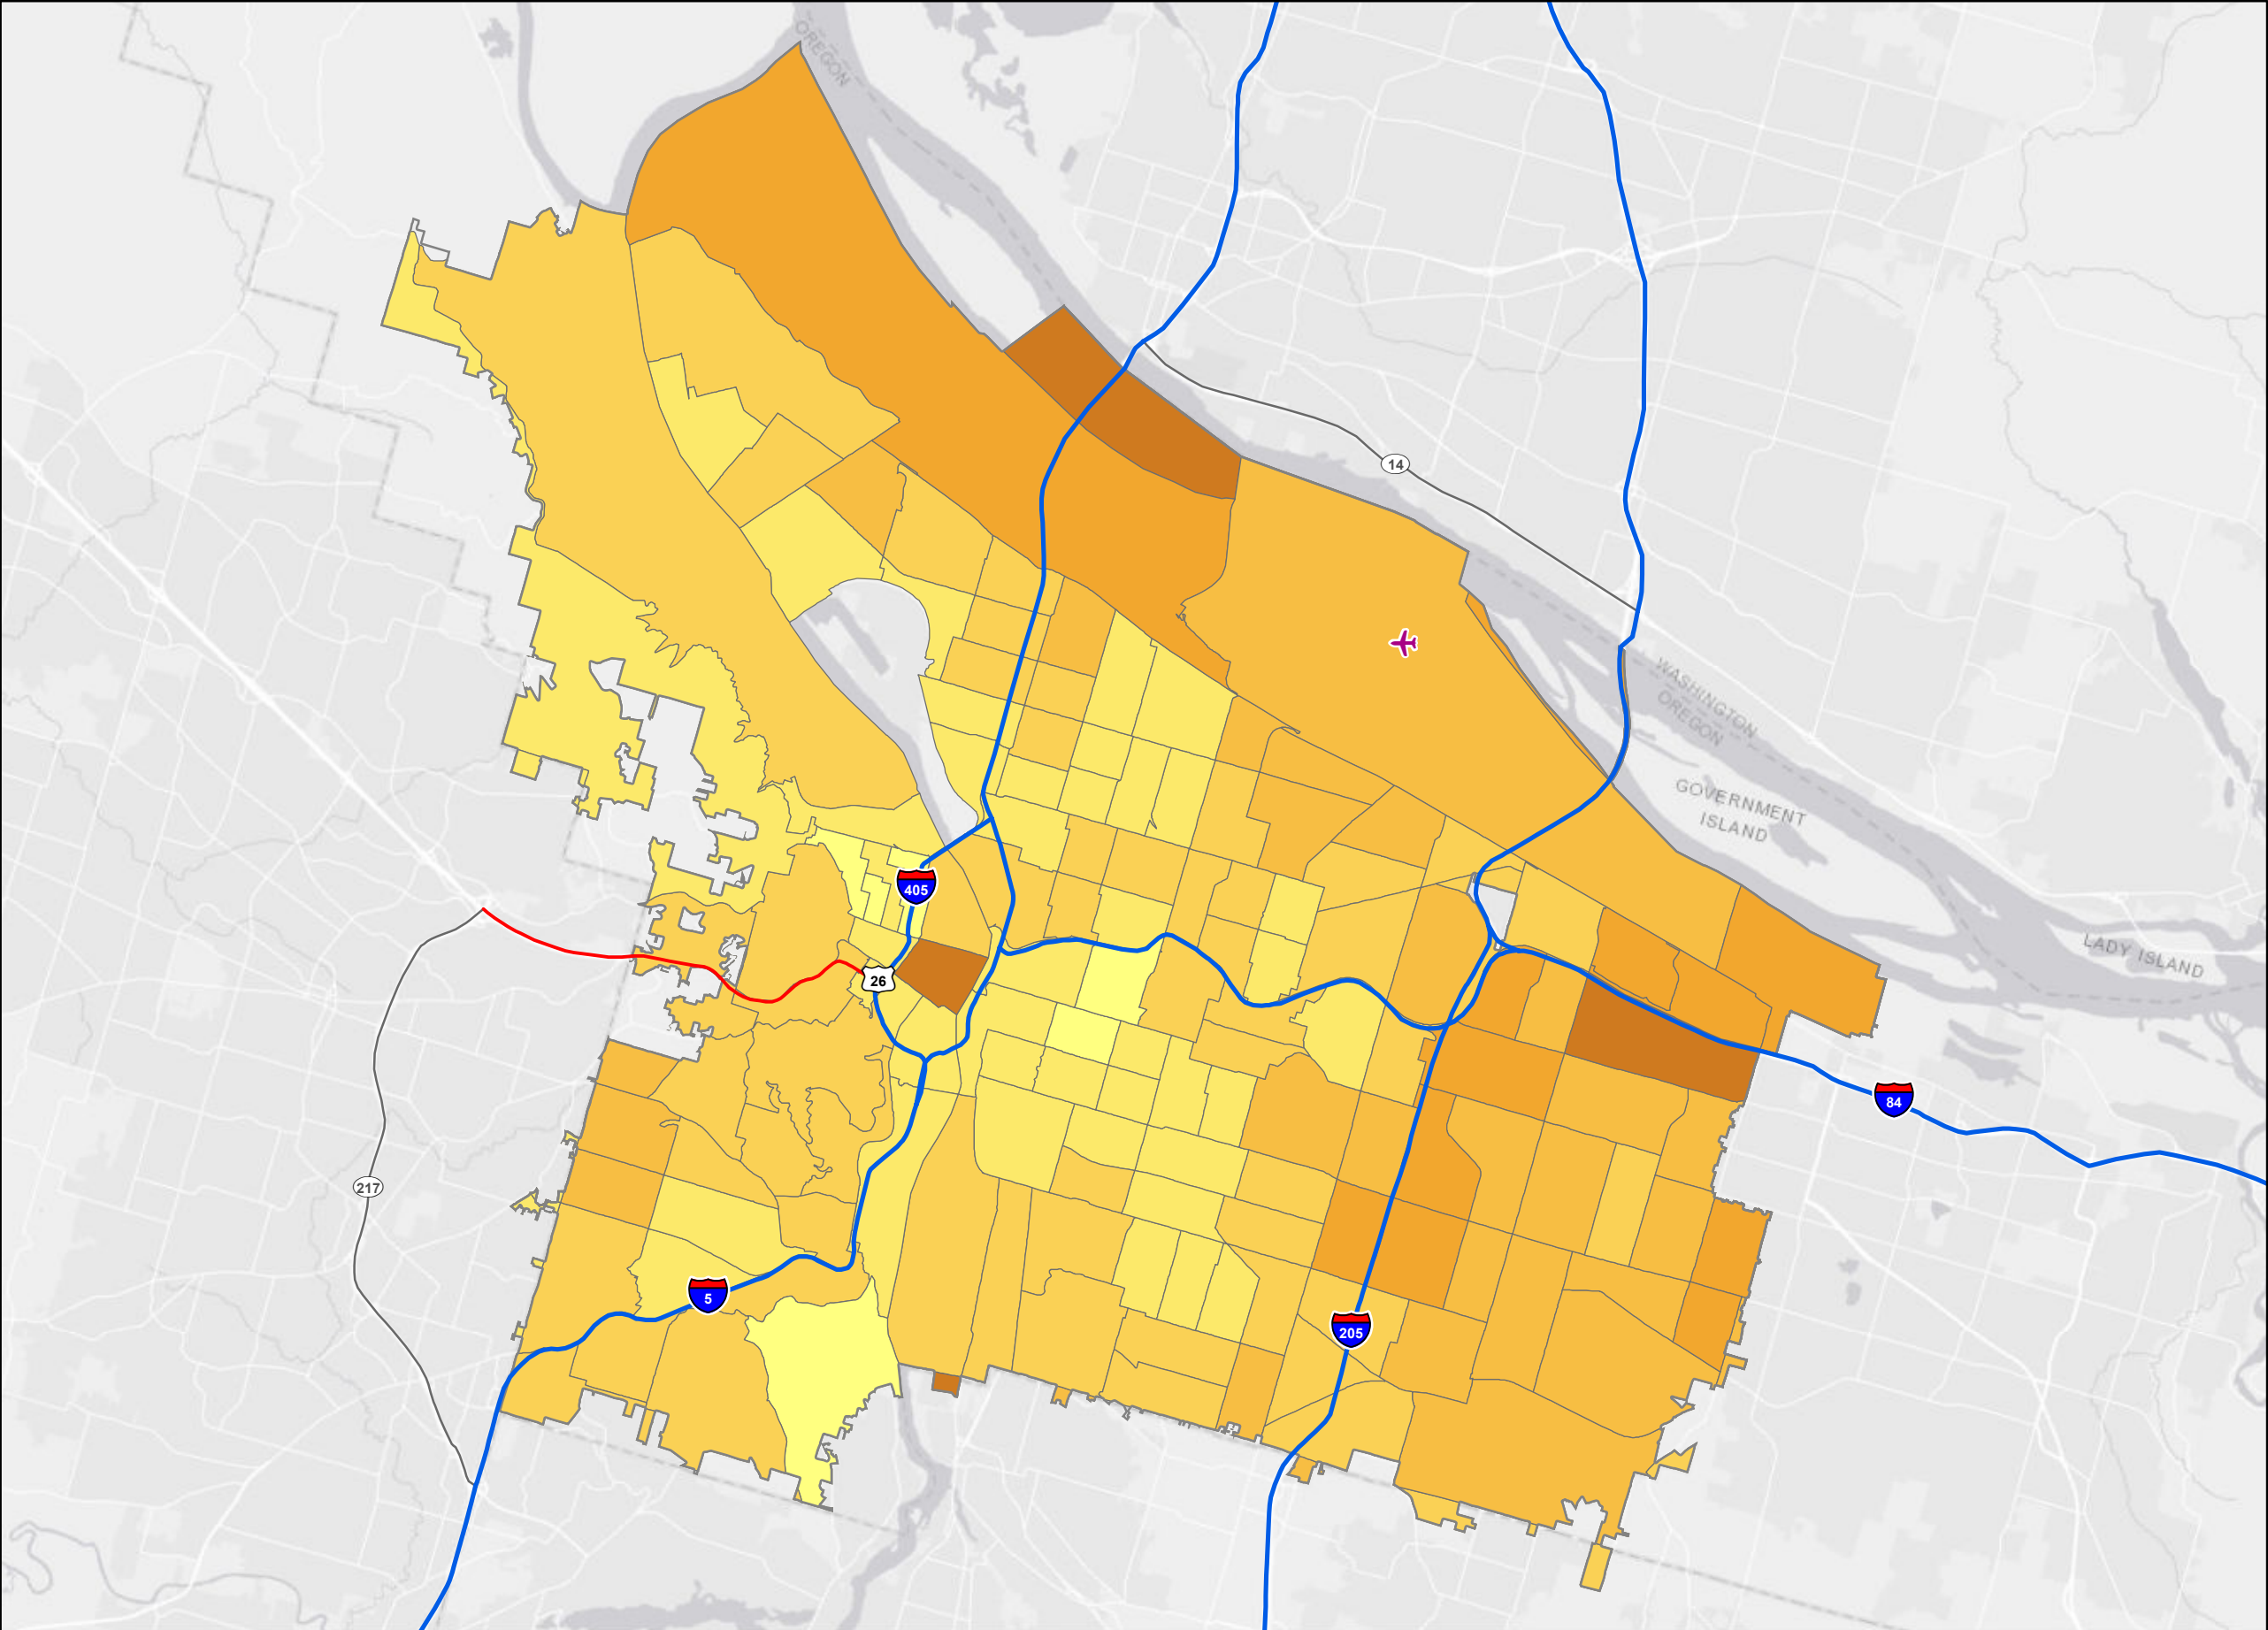 OREGON
14
WASHINGTON
OREGON
GOVERNMENT
ISLAND
405
LADY ISLAND
26
84
217
5
205